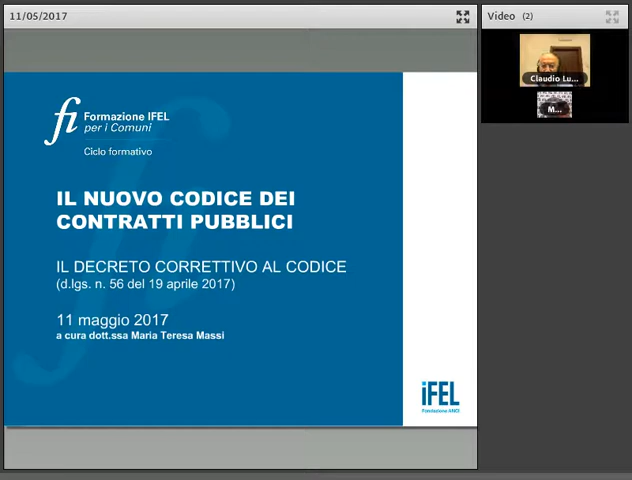 11/05/2017
Video (2)
Claudio Lu...
M...
fi Formazione IFEL
per i Comuni
Ciclo formativo
IL NUOVO CODICE DEI
CONTRATTI PUBBLICI
IL DECRETO CORRETTIVO AL CODICE
(d.lgs. n. 56 del 19 aprile 2017)
11 maggio 2017
a cura dott.ssa Maria Teresa Massi
iFEL
Fondazione ANCI